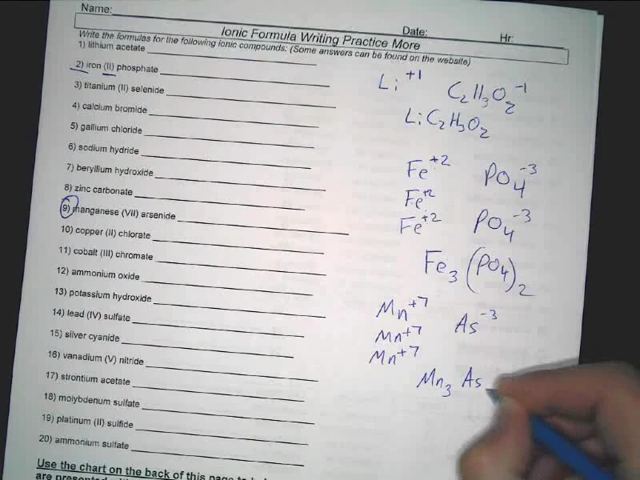 Name:
Date:
Hr:
Ionic Formula Writing Practice More
Write the formulas for the following ionic compounds: (Some answers can be found on the website)
1) lithium acetate
2) iron (II) phosphate
3) titanium (II) selenide
4) calcium bromide
5) gallium chloride
6) sodium hydride
7) beryllium hydroxide
8) zinc carbonate
9) manganese (VII) arsenide
10) copper (II) chlorate
11) cobalt (III) chromate
12) ammonium oxide
13) potassium hydroxide
14) lead (IV) sulfate
15) silver cyanide
16) vanadium (V) nitride
17) strontium acetate
18) molybdenum sulfate
19) platinum (II) sulfide
20) ammonium sulfate
Use the chart on the back of this page to
are presented
Li +1 C2H3O2 -1
LiC2H3O2
Fe+2 PO4-3
Fe+2
Fe+2 PO4-3
Fe3(PO4)2
Mn+7 As-3
Mn+7
Mn+7
Mn3 As